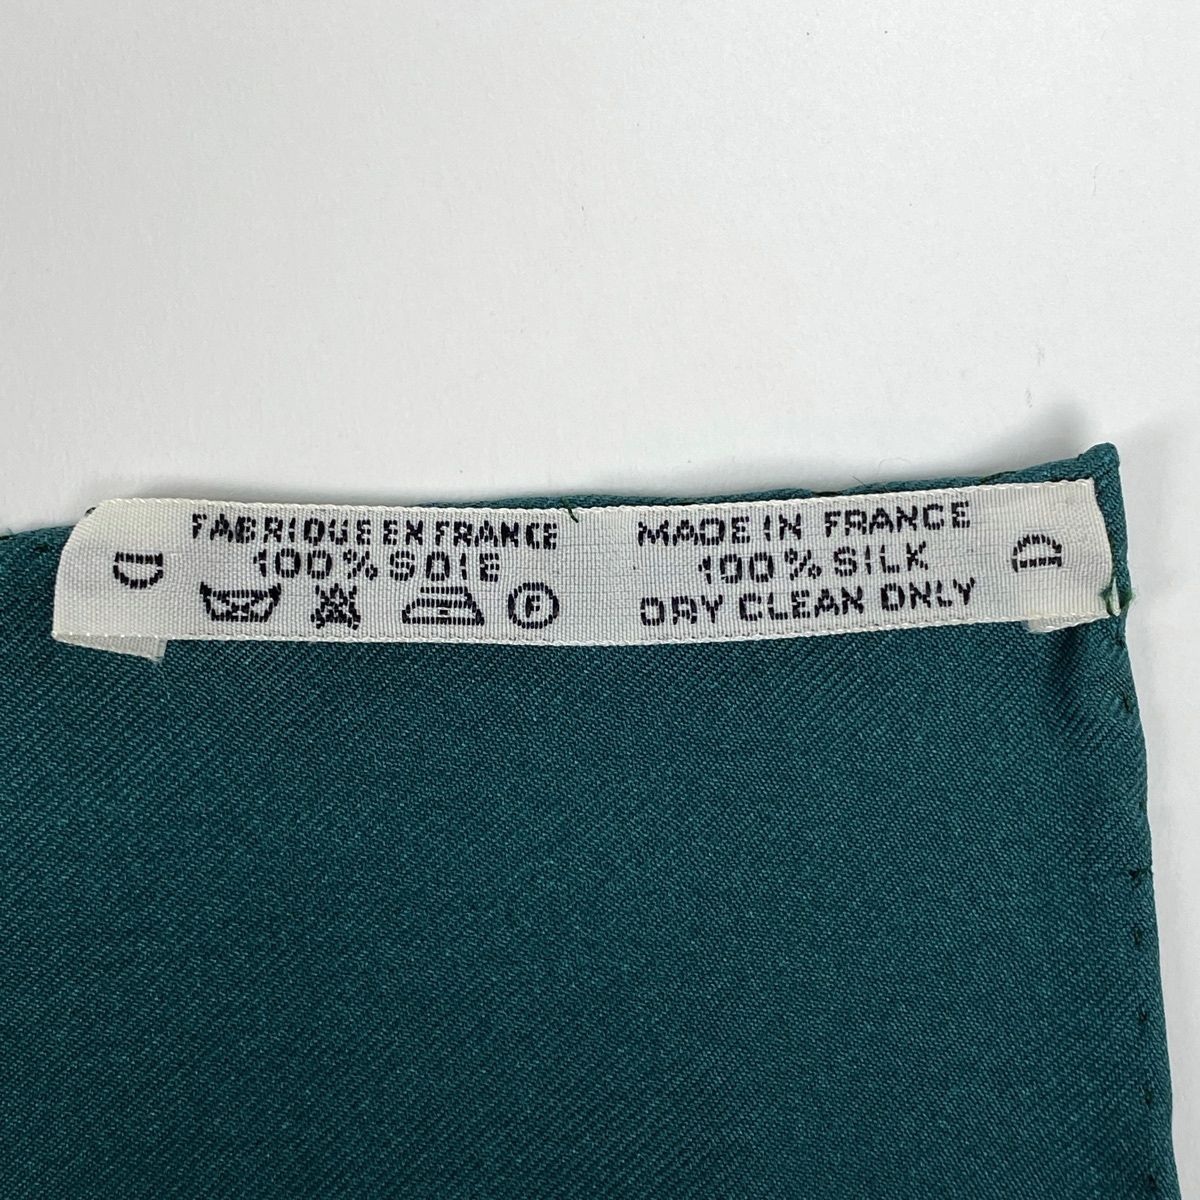 D
FABRIQUE EN FRANCE
100% SOIE
F
MADE IN FRANCE
100% SILK
DRY CLEAN ONLY
D